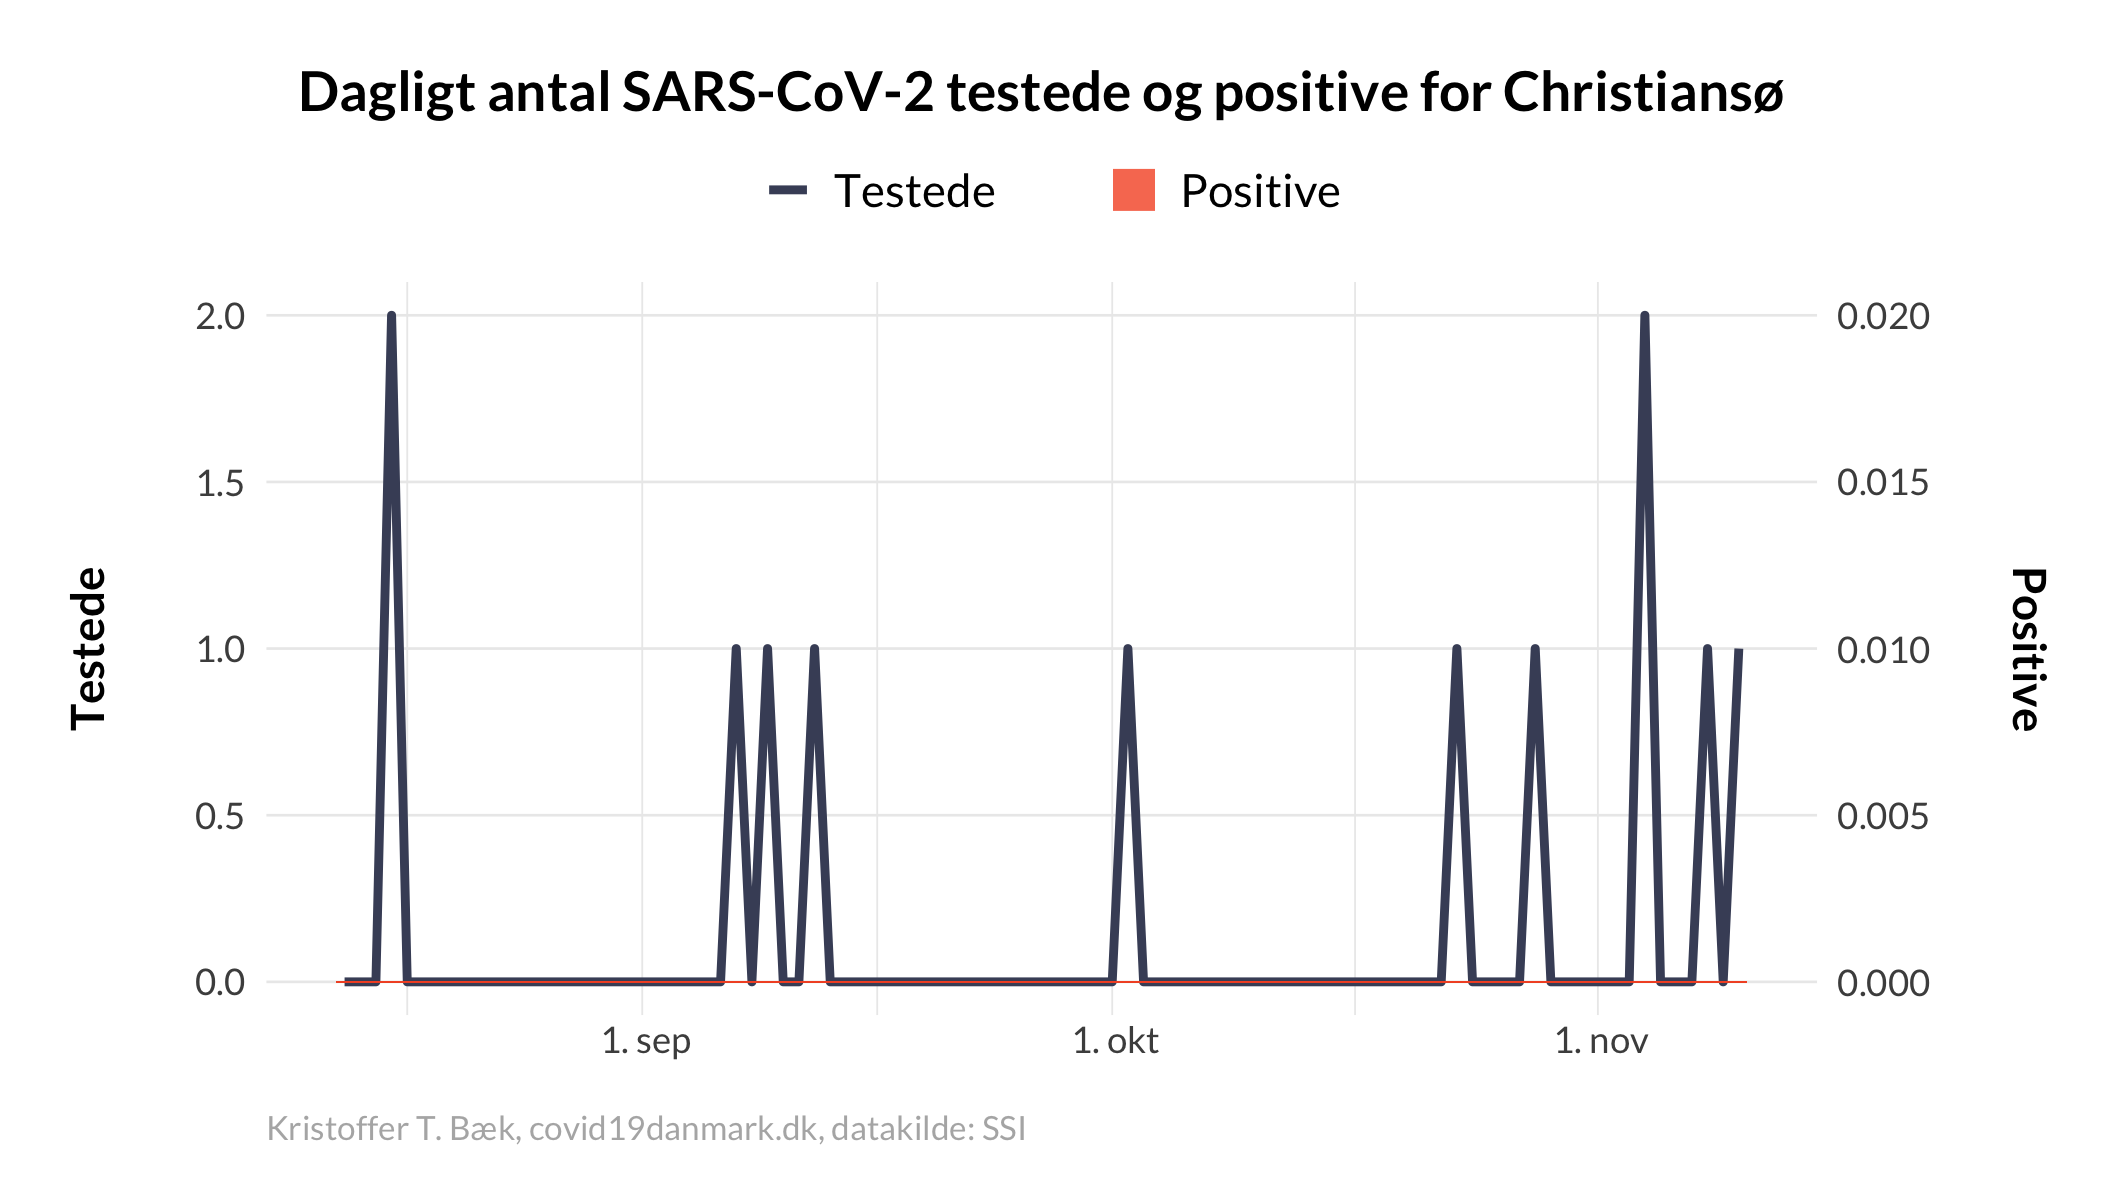 Dagligt antal SARS-CoV-2 testede og positive for Christiansø
Testede Positive
2.0 0.020
1.5 0.015
1.0 0.010
0.5 0.005
0.0 0.000
Testede
Positive
1. sep 1. okt 1. nov
Kristoffer T. Bæk, covid19danmark.dk, datakilde: SSI